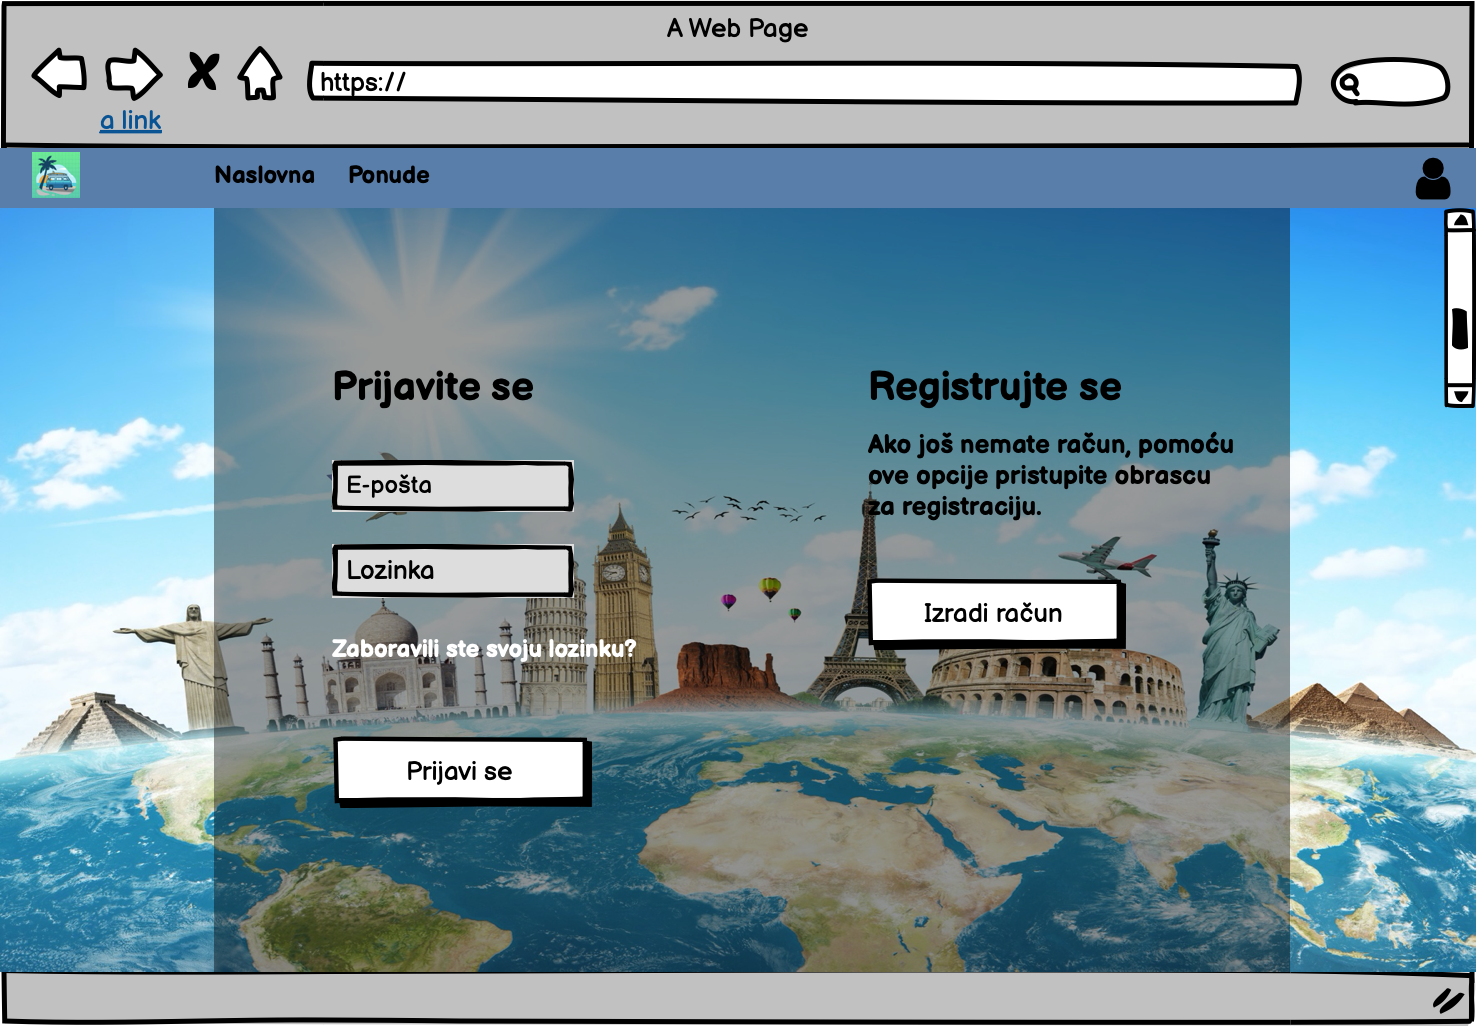 A Web Page
https://
a link
Naslovna Ponude
Prijavite se
E-pošta
Lozinka
Zaboravili ste svoju lozinku?
Prijavi se
Registrujte se
Ako još nemate račun, pomoću
ove opcije pristupite obrascu
za registraciju.
Izradi račun